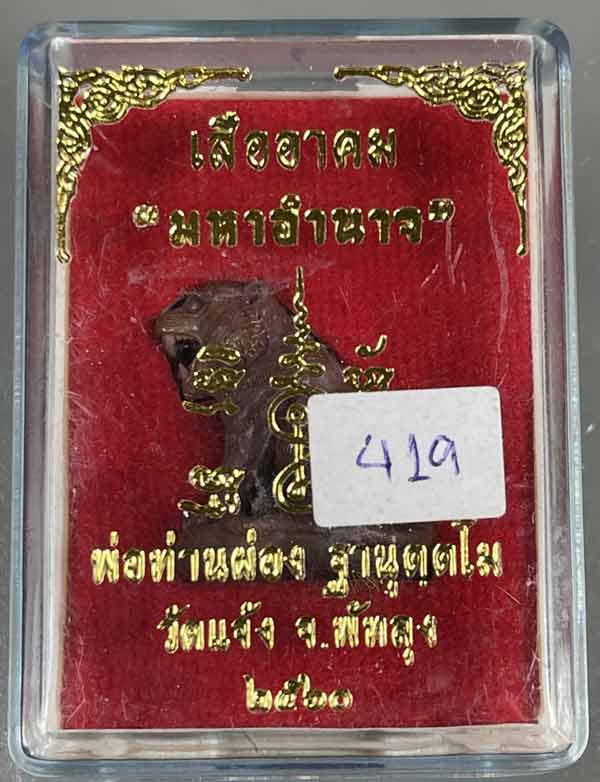 เสืออาคม
"มหาอำนาจ"
419
พ่อท่านผ่อง ฐานุตฺตโม
วัดแจ้ง จ.พัทลุง
๒๕๖๐